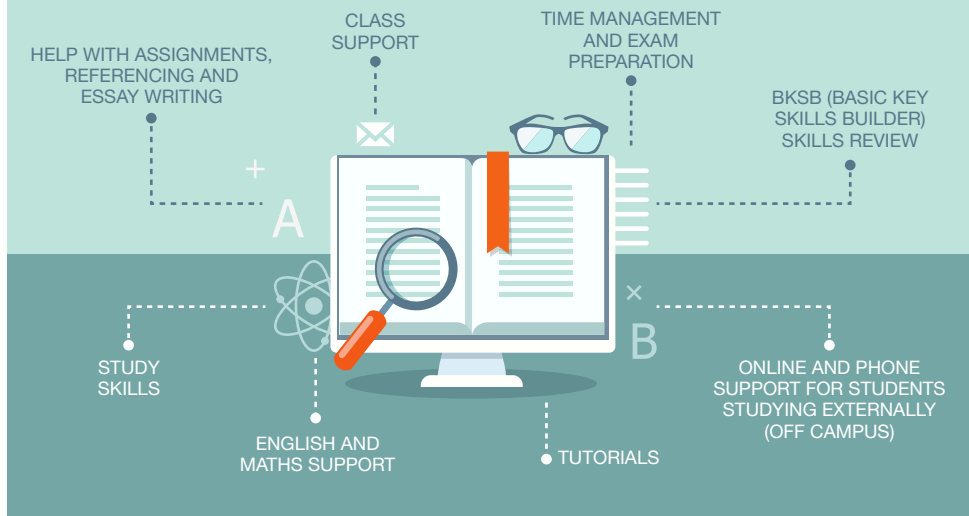 HELP WITH ASSIGNMENTS,
REFERENCING AND
ESSAY WRITING
CLASS
SUPPORT
TIME MANAGEMENT
AND EXAM
PREPARATION
BKSB (BASIC KEY
SKILLS BUILDER)
SKILLS REVIEW
+
A
×
B
STUDY
SKILLS
ENGLISH AND
MATHS SUPPORT
TUTORIALS
ONLINE AND PHONE
SUPPORT FOR STUDENTS
STUDYING EXTERNALLY
(OFF CAMPUS)